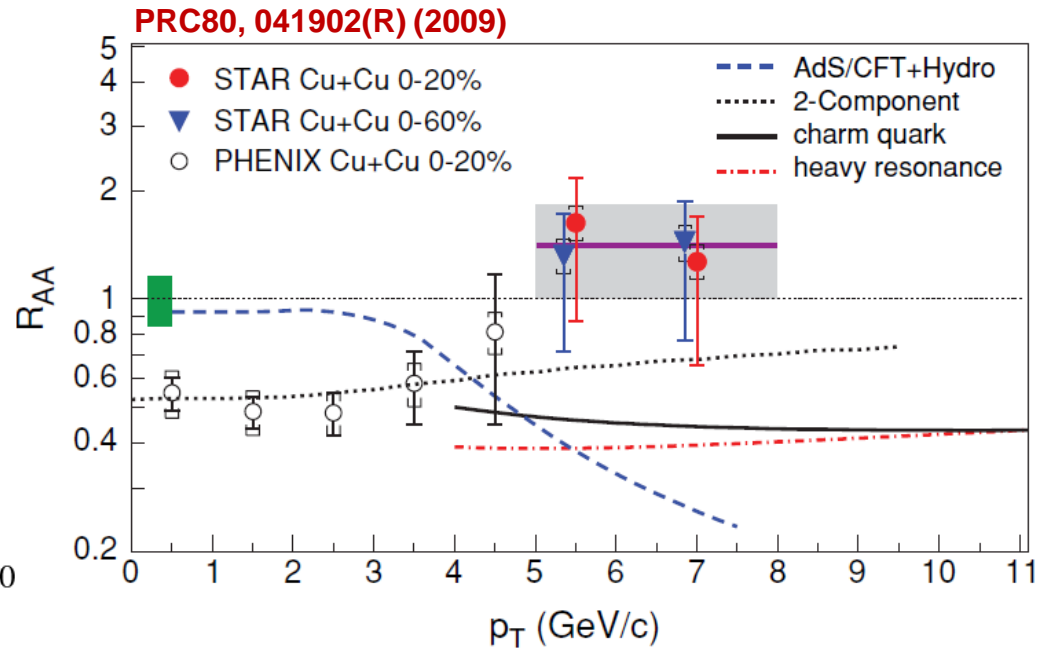 PRC80, 041902(R) (2009)
STAR Cu+Cu 0-20%
STAR Cu+Cu 0-60%
PHENIX Cu+Cu 0-20%
AdS/CFT+Hydro
2-Component
charm quark
heavy resonance
R_AA
5
4
3
2
1
0.8
0.6
0.4
0.2
0
0 1 2 3 4 5 6 7 8 9 10 11
p_T (GeV/c)